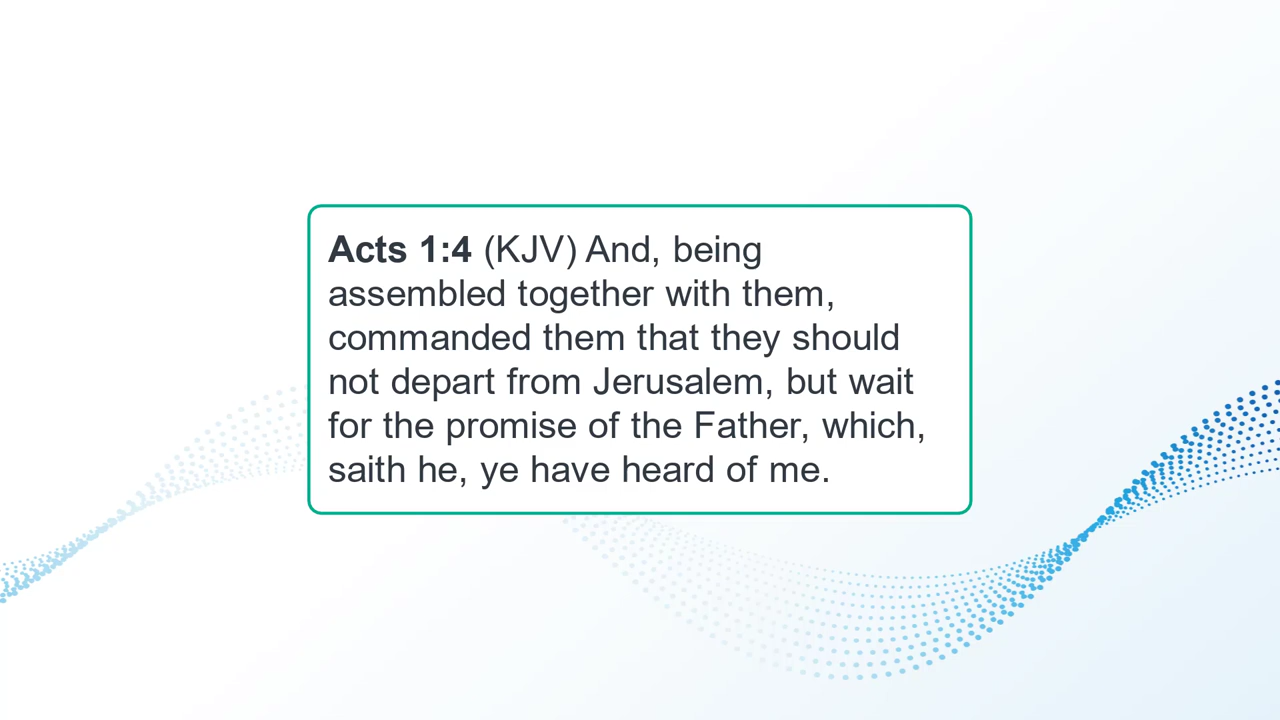 Acts 1:4 (KJV) And, being
assembled together with them,
commanded them that they should
not depart from Jerusalem, but wait
for the promise of the Father, which,
saith he, ye have heard of me.